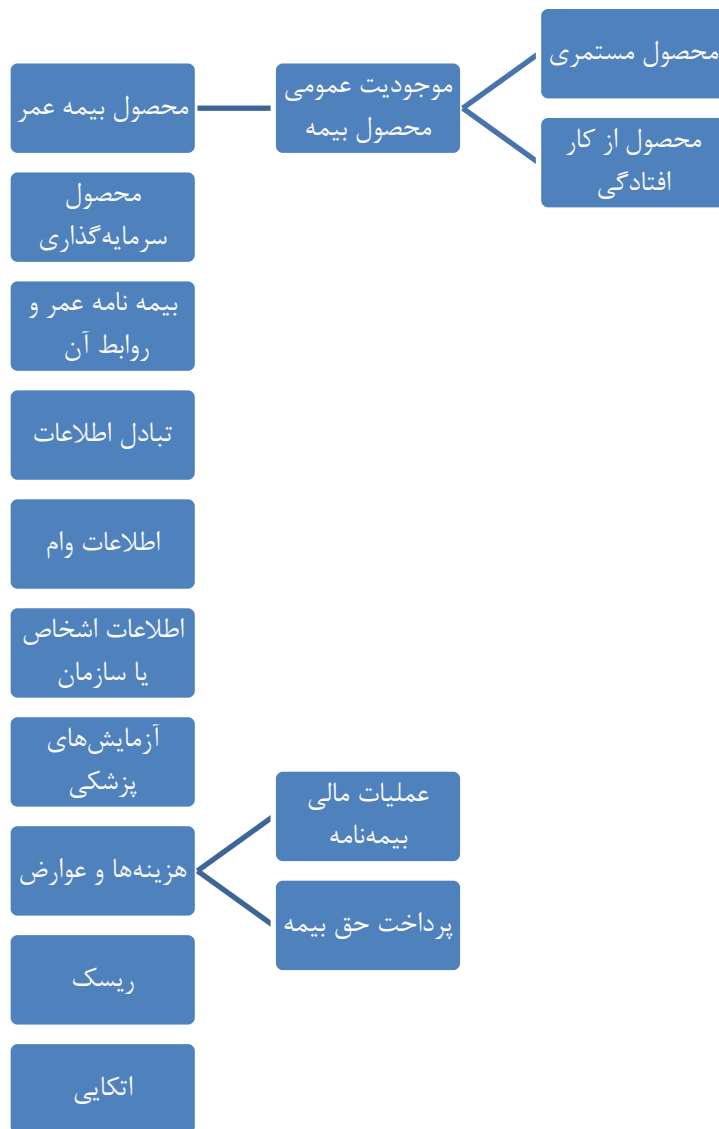 محصول مستمری
محصول بیمه عمر
موجودیت عمومی
محصول بیمه
محصول از کار
افتادگی
محصول
سرمایه‌گذاری
بیمه نامه عمر و
روابط آن
تبادل اطلاعات
اطلاعات وام
اطلاعات اشخاص
یا سازمان
آزمایش‌های
پزشکی
عملیات مالی
بیمه‌نامه
هزینه‌ها و عوارض
پرداخت حق بیمه
ریسک
اتکایی